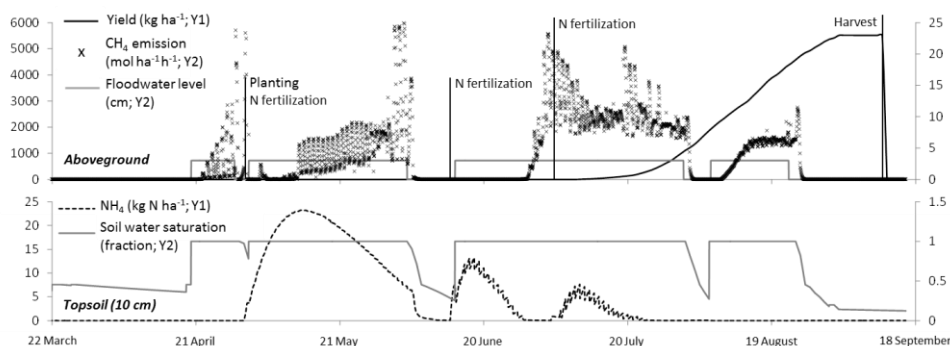 6000
5000
4000
3000
2000
1000
0
Yield (kg ha⁻¹; Y1)
x CH₄ emission
(mol ha⁻¹h⁻¹; Y2)
Floodwater level
(cm; Y2)
Aboveground
Planting
N fertilization
N fertilization
N fertilization
Harvest
25
20
15
10
5
0
25
20
15
10
5
0
NH₄ (kg N ha⁻¹; Y1)
Soil water saturation
(fraction; Y2)
Topsoil (10 cm)
1.5
1
0.5
0
22 March 21 April 21 May 20 June 20 July 19 August 18 September